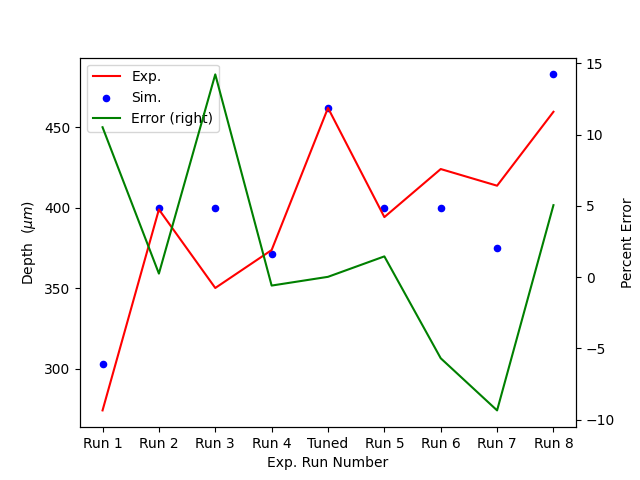 Exp.
Sim.
Error (right)
450
400
350
300
Depth (μm)
15
10
5
0
−5
−10
Percent Error
Run 1 Run 2 Run 3 Run 4 Tuned Run 5 Run 6 Run 7 Run 8
Exp. Run Number